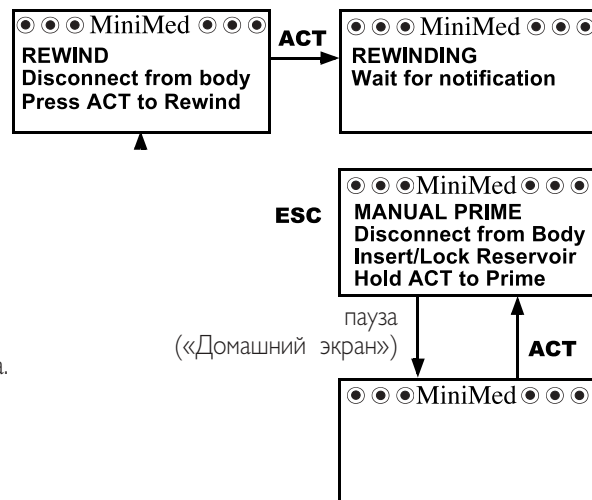 ◉ ◉ ◉ MiniMed ◉ ◉ ◉
REWIND
Disconnect from body
Press ACT to Rewind
ACT
◉ ◉ ◉ MiniMed ◉ ◉ ◉
REWINDING
Wait for notification
ESC
◉ ◉ ◉MiniMed◉ ◉ ◉
MANUAL PRIME
Disconnect from Body
Insert/Lock Reservoir
Hold ACT to Prime
пауза
(«Домашний экран»)
ACT
а.
◉ ◉ ◉MiniMed◉ ◉ ◉